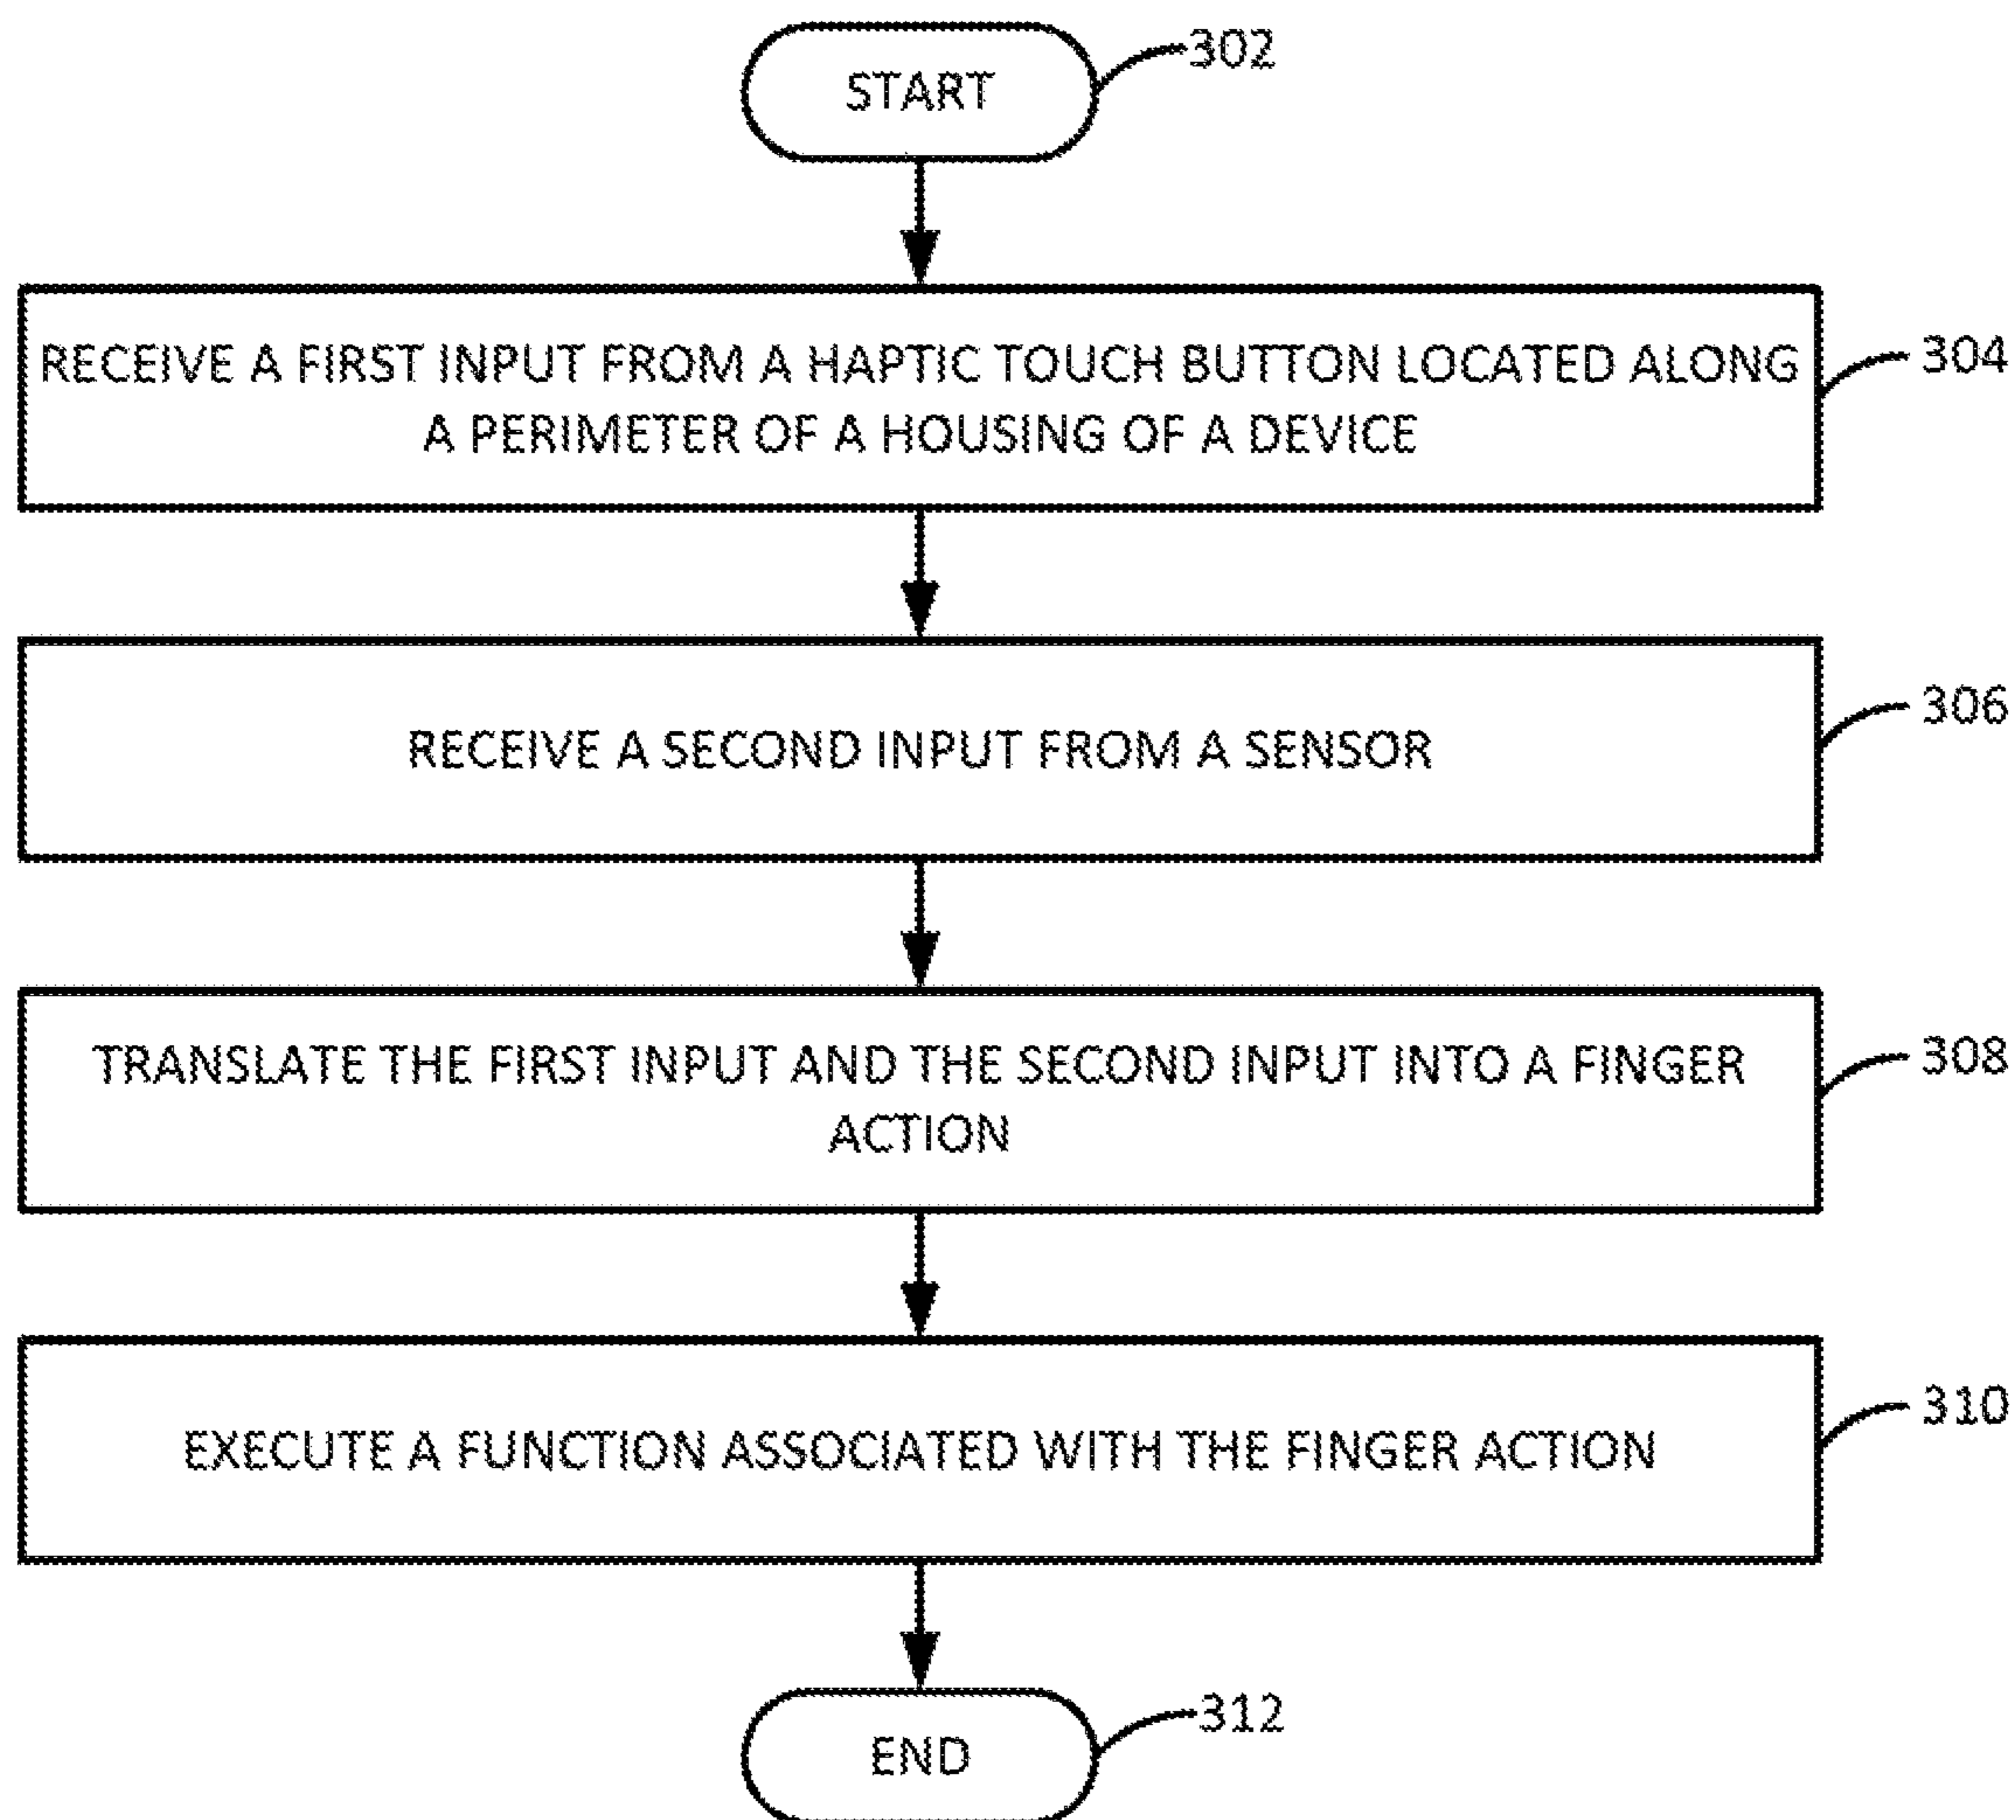 START
302
RECEIVE A FIRST INPUT FROM A HAPTIC TOUCH BUTTON LOCATED ALONG
A PERIMETER OF A HOUSING OF A DEVICE
304
RECEIVE A SECOND INPUT FROM A SENSOR
306
TRANSLATE THE FIRST INPUT AND THE SECOND INPUT INTO A FINGER
ACTION
308
EXECUTE A FUNCTION ASSOCIATED WITH THE FINGER ACTION
310
END
312